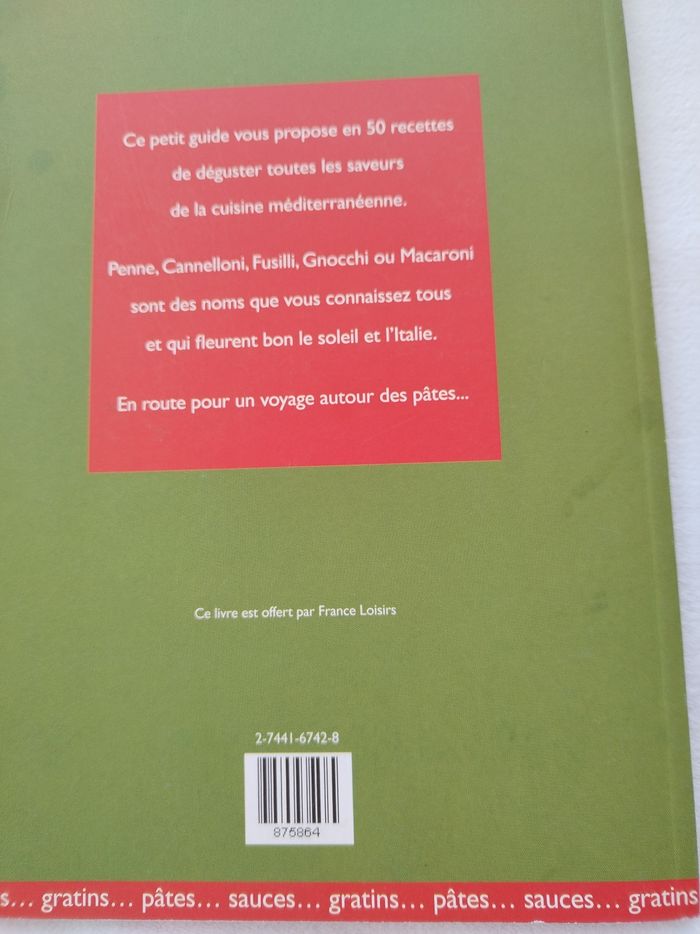 Ce petit guide vous propose en 50 recettes
de déguster toutes les saveurs
de la cuisine méditerranéenne.
Penne, Cannelloni, Fusilli, Gnocchi ou Macaroni
sont des noms que vous connaissez tous
et qui fleurent bon le soleil et l'Italie.
En route pour un voyage autour des pâtes...
Ce livre est offert par France Loisirs
2-7441-6742-8
875864
s... gratins... pâtes... sauces... gratins... pâtes... sauces... gratins